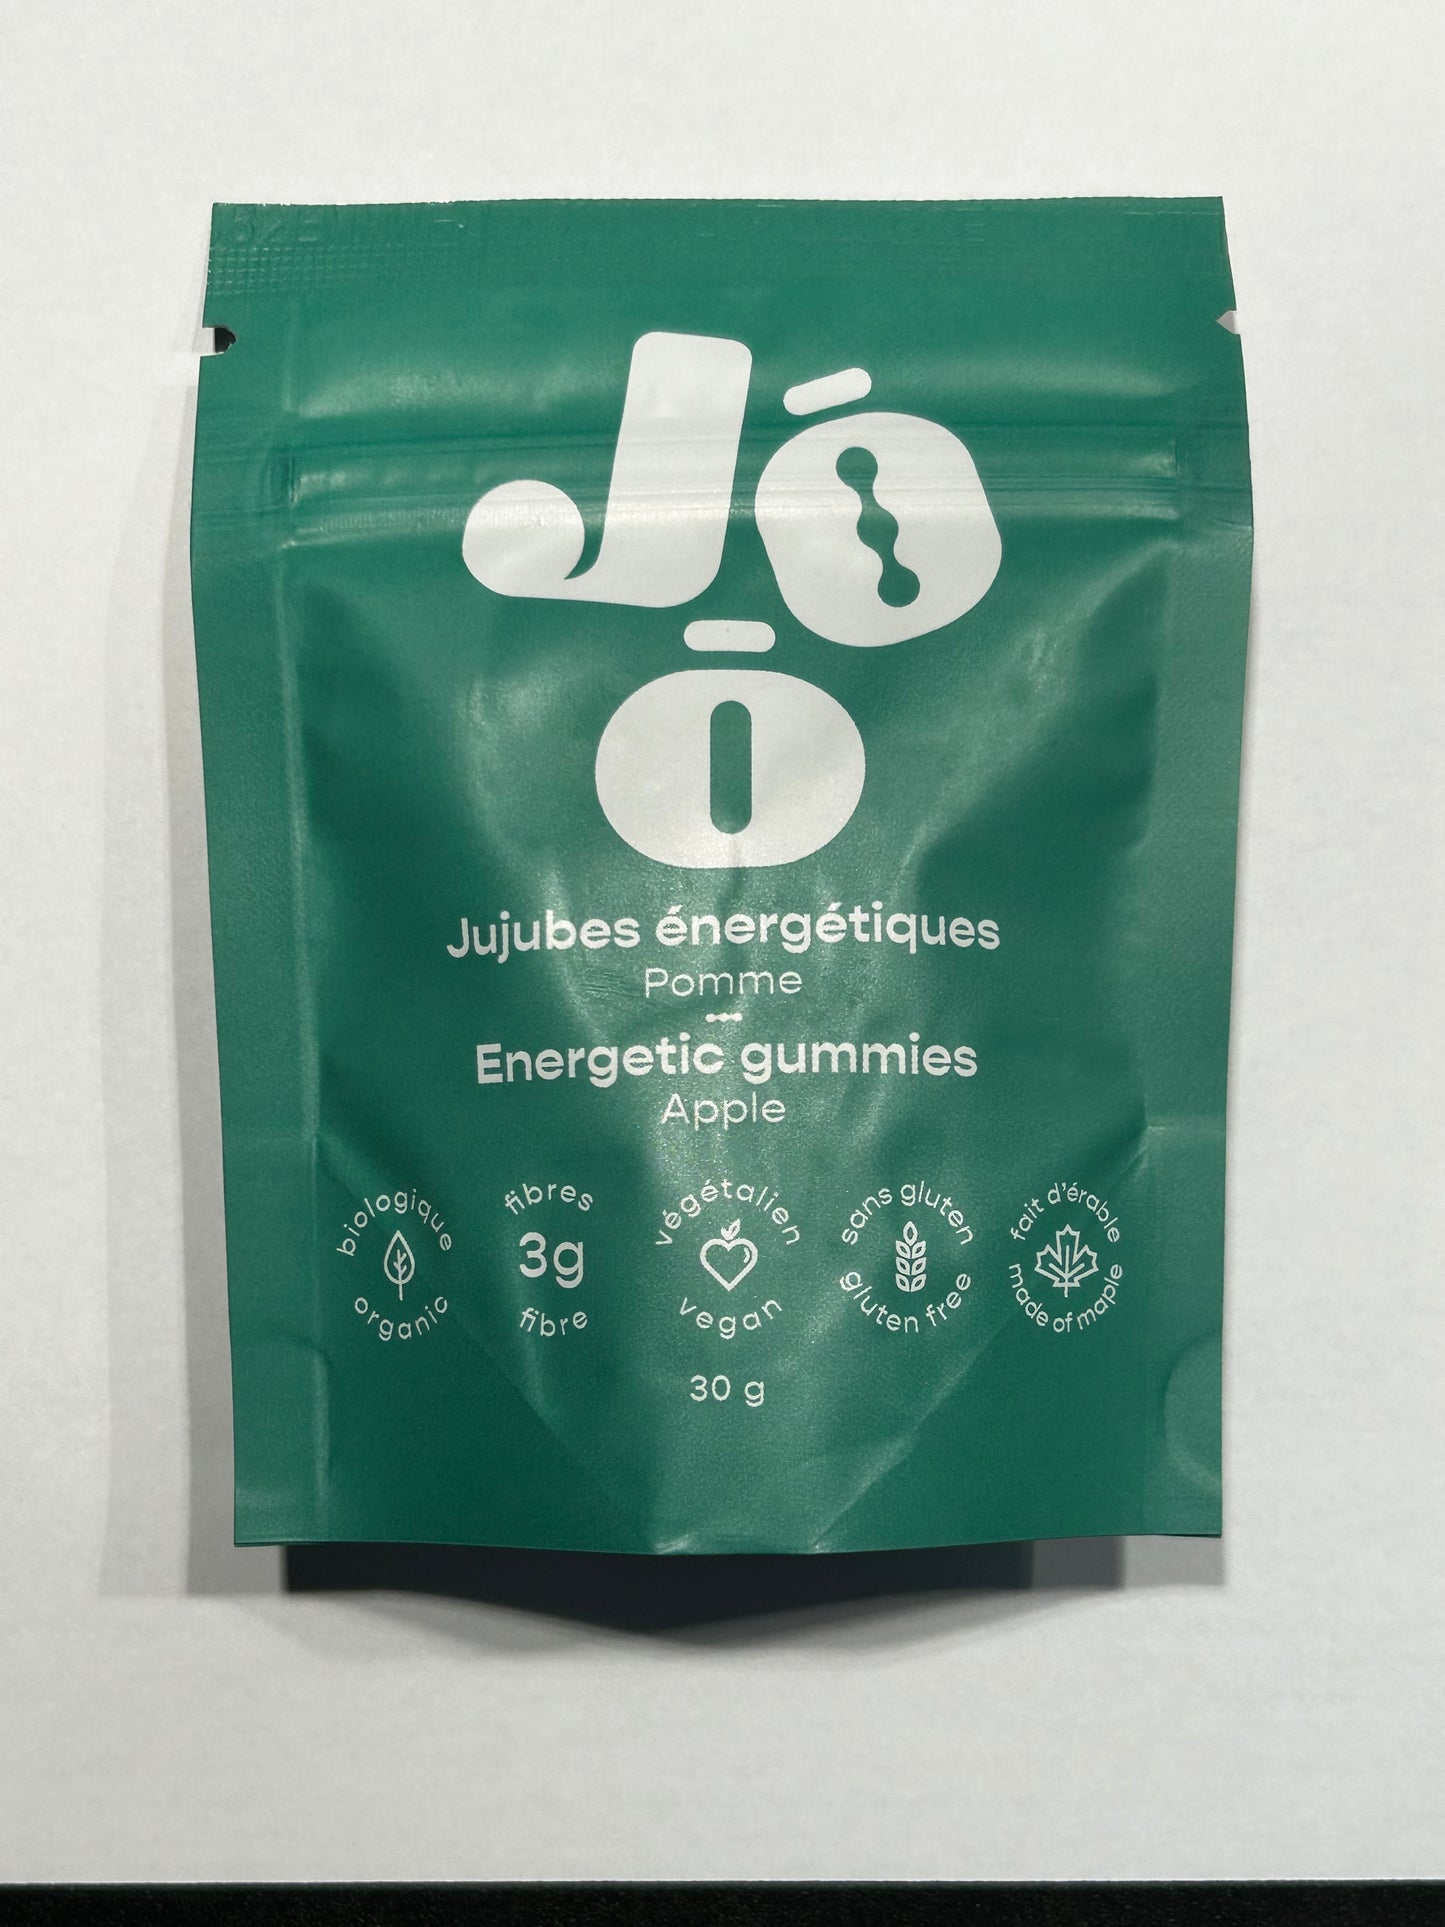 Jōō
Jujubes énergétiques
Pomme
Energetic gummies
Apple
biologique
organic
fibres
3g
fibre
végétalien
vegan
sans gluten
gluten free
fait d'érable
made of maple
30 g